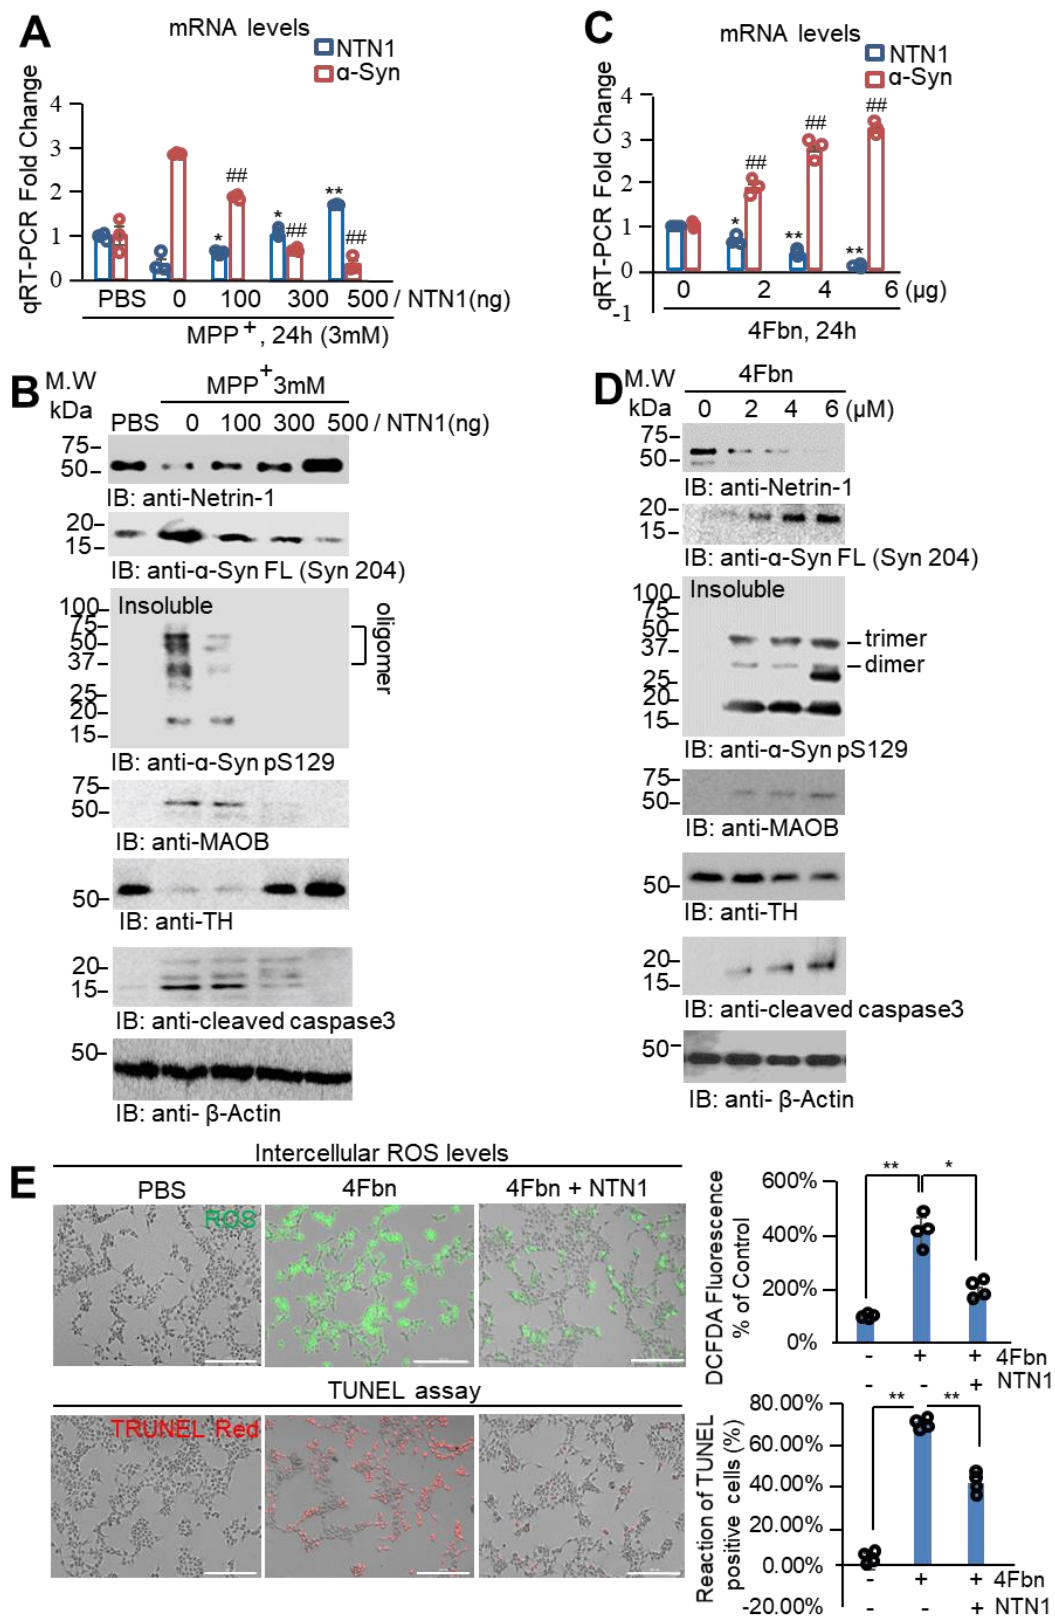 A
mRNA levels
NTN1
α-Syn
qRT-PCR Fold Change
4
3
2
1
0
##
*
*
##
**
##
PBS 0 100 300 500 / NTN1(ng)
MPP+, 24h (3mM)
C
mRNA levels
NTN1
α-Syn
qRT-PCR Fold Change
4
3
2
1
0
-1
*
##
**
##
**
##
0 2 4 6 (µg)
4Fbn, 24h
B
M.W
kDa
MPP+ 3mM
PBS 0 100 300 500 / NTN1(ng)
75-
50-
IB: anti-Netrin-1
20-
15-
IB: anti-α-Syn FL (Syn 204)
Insoluble
100-
75-
50-
37-
25-
20-
15-
oligomer
IB: anti-α-Syn pS129
75-
50-
IB: anti-MAOB
50-
IB: anti-TH
20-
15-
IB: anti-cleaved caspase3
50-
IB: anti- β-Actin
D
M.W
kDa
4Fbn
0 2 4 6 (µM)
75-
50-
IB: anti-Netrin-1
20-
15-
IB: anti-α-Syn FL (Syn 204)
Insoluble
100-
75-
50-
37-
25-
20-
15-
trimer
dimer
IB: anti-α-Syn pS129
75-
50-
IB: anti-MAOB
50-
IB: anti-TH
20-
15-
IB: anti-cleaved caspase3
50-
IB: anti- β-Actin
E
Intercellular ROS levels
PBS 4Fbn 4Fbn + NTN1
ROS
DCFDA Fluorescence
% of Control
600%
400%
200%
0%
** *
- + + 4Fbn
- - + NTN1
TUNEL assay
TRUNEL Red
Reaction of TUNEL
positive cells (%)
80.00%
60.00%
40.00%
20.00%
0.00%
-20.00%
** **
- + + 4Fbn
- - + NTN1